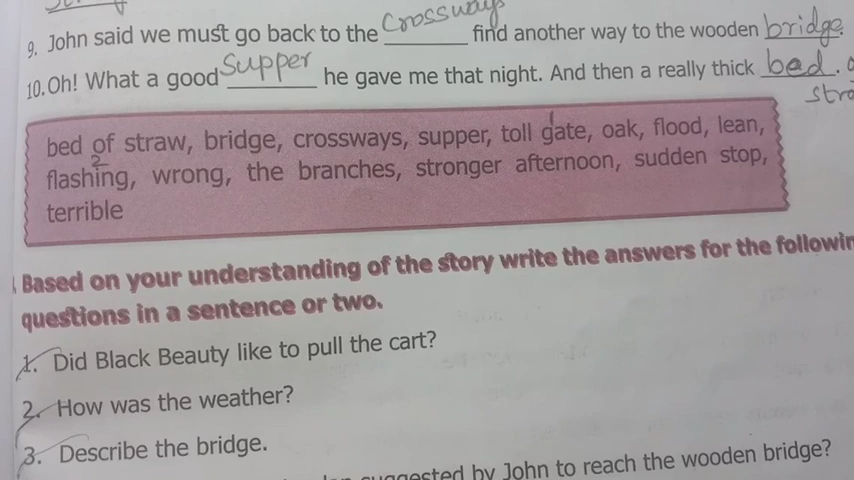 9. John said we must go back to the crossways find another way to the wooden bridge.
10. Oh! What a good supper he gave me that night. And then a really thick bed.
bed of straw, bridge, crossways, supper, toll gate, oak, flood, lean,
2
flashing, wrong, the branches, stronger afternoon, sudden stop,
terrible
Based on your understanding of the story write the answers for the
questions in a sentence or two.
1. Did Black Beauty like to pull the cart?
2. How was the weather?
3. Describe the bridge.
suggested by John to reach the wooden bridge?